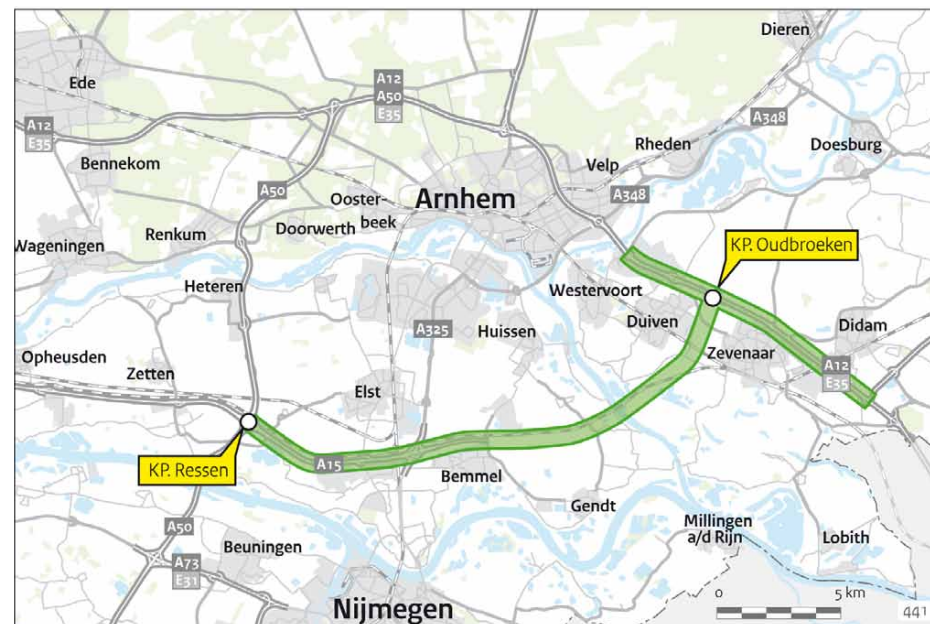 Dieren
Ede
A12
A50
E35
A12
E35
A348
Bennekom
Rheden
Doesburg
Velp
A50
A348
Ooster-
beek
Arnhem
Doorwerth
Renkum
Wageningen
KP. Oudbroeken
Heteren
Westervoort
Duiven
Didam
A325
Huissen
Zevenaar
Opheusden
Zetten
A12
E35
Elst
KP. Ressen
A15
Bemmel
Gendt
A50
Millingen
a/d Rijn
Lobith
Beuningen
A73
E31
Nijmegen
0 5 km
441